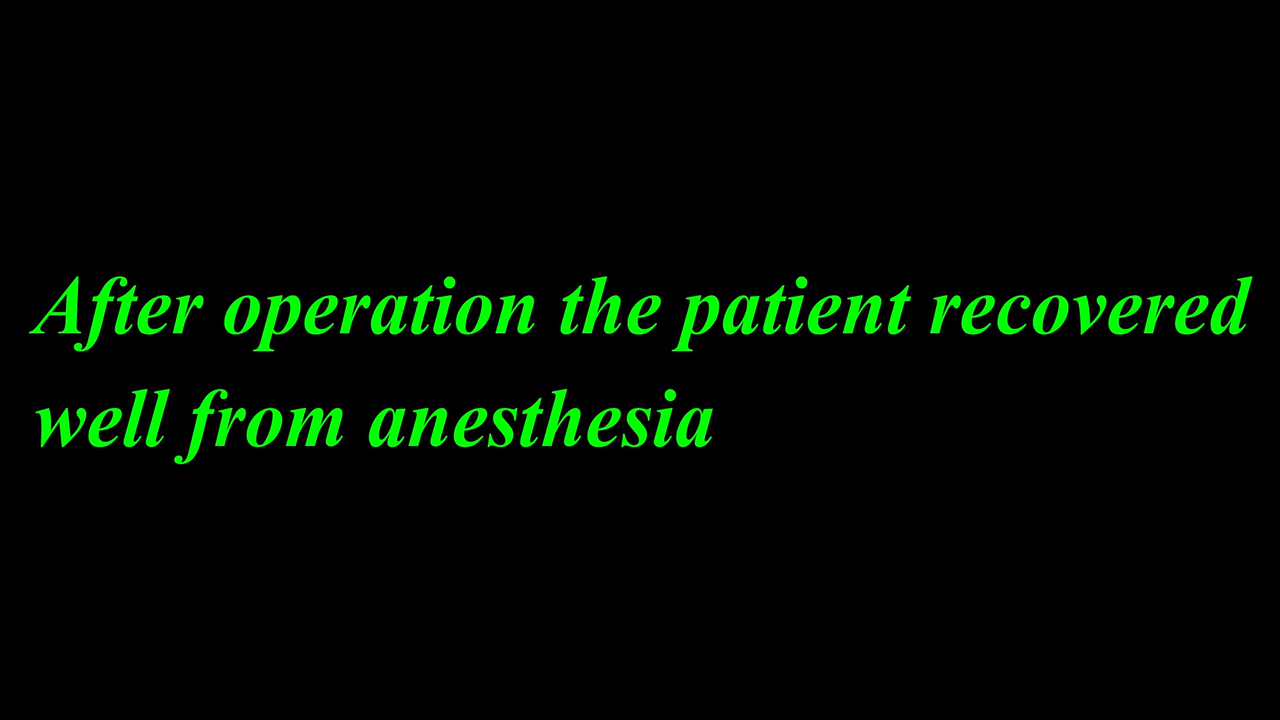 After operation the patient recovered
well from anesthesia